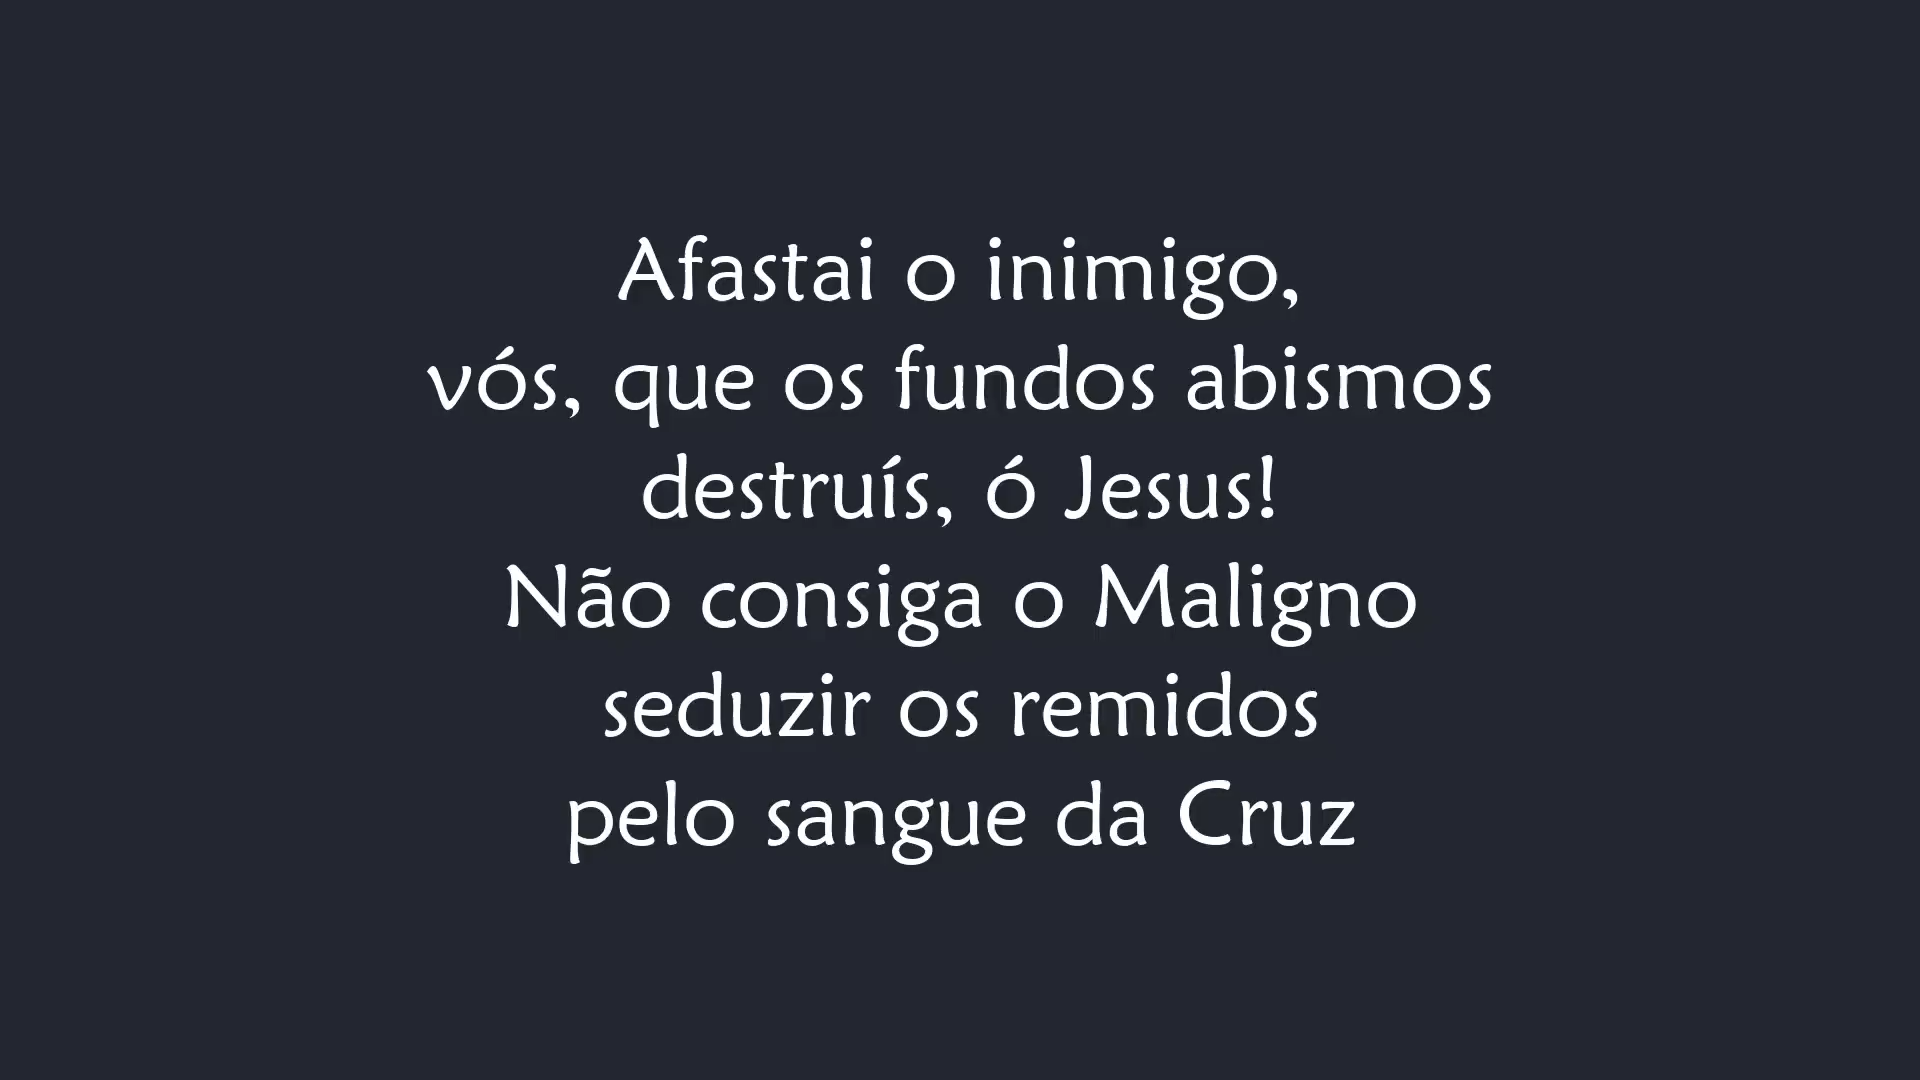 Afastai o inimigo,
vós, que os fundos abismos
destruís, ó Jesus!
Não consiga o Maligno
seduzir os remidos
pelo sangue da Cruz